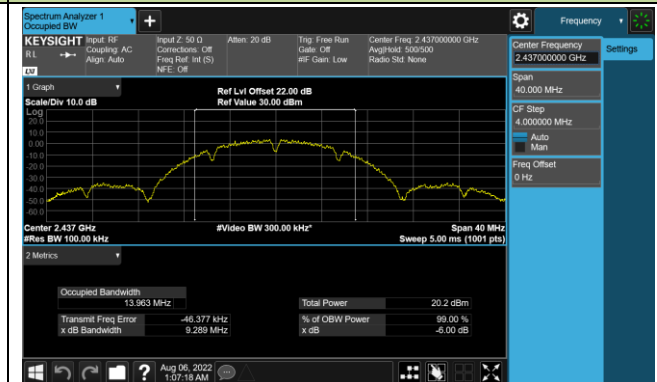 Spectrum Analyzer 1
Occupied BW
Frequency
KEYSIGHT
RL
Input: RF
Coupling: AC
Align: Auto
Input Z: 50 Ω
Corrections: Off
Freq Ref: Int (S)
NFE: Off
Atten: 20 dB
Trig: Free Run
Gate: Off
#IF Gain: Low
Center Freq: 2.437000000 GHz
Avg|Hold: 500/500
Radio Std: None
LXI
1 Graph
Scale/Div 10.0 dB
Ref Lvl Offset 22.00 dB
Ref Value 30.00 dBm
Log
20.0
10.0
0.00
-10.0
-20.0
-30.0
-40.0
-50.0
-60.0
Center 2.437 GHz
#Res BW 100.00 kHz
#Video BW 300.00 kHz*
Span 40 MHz
Sweep 5.00 ms (1001 pts)
2 Metrics
Occupied Bandwidth
13.963 MHz
Total Power 20.2 dBm
Transmit Freq Error -46.377 kHz
% of OBW Power 99.00 %
x dB Bandwidth 9.289 MHz
x dB -6.00 dB
Aug 06, 2022
1:07:18 AM
Center Frequency
2.437000000 GHz
Settings
Span
40.000 MHz
CF Step
4.000000 MHz
Auto
Man
Freq Offset
0 Hz